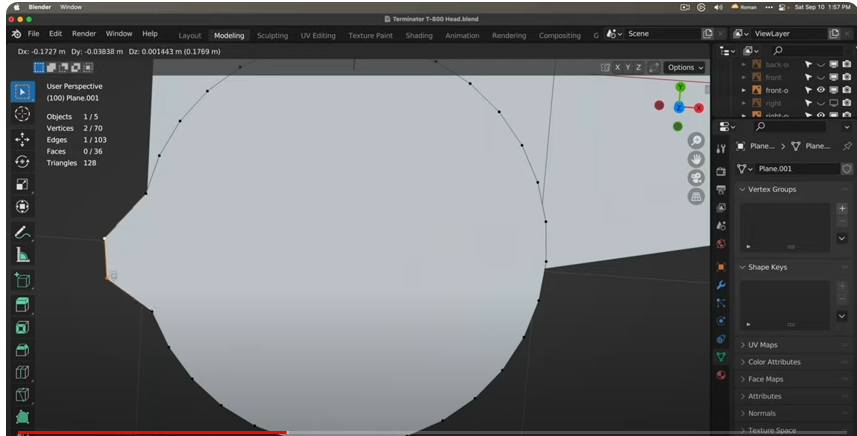 Blender Window
Roman Sat Sep 10 1:57 PM
Terminator T-800 Head.blend
File Edit Render Window Help Layout Modeling Sculpting UV Editing Texture Paint Shading Animation Rendering Compositing G Scene ViewLayer
Dx: -0.1727 m Dy: -0.03838 m Dz: 0.001443 m (0.1769 m)
X Y Z Options
User Perspective
(100) Plane.001
Objects 1/5
Vertices 2/70
Edges 1/103
Faces 0/36
Triangles 128
Y
Z X
back-o
front
front-o
right
right-o
Plane... > Plane...
Plane.001
Vertex Groups
Shape Keys
UV Maps
Color Attributes
Face Maps
Attributes
Normals
Texture Space